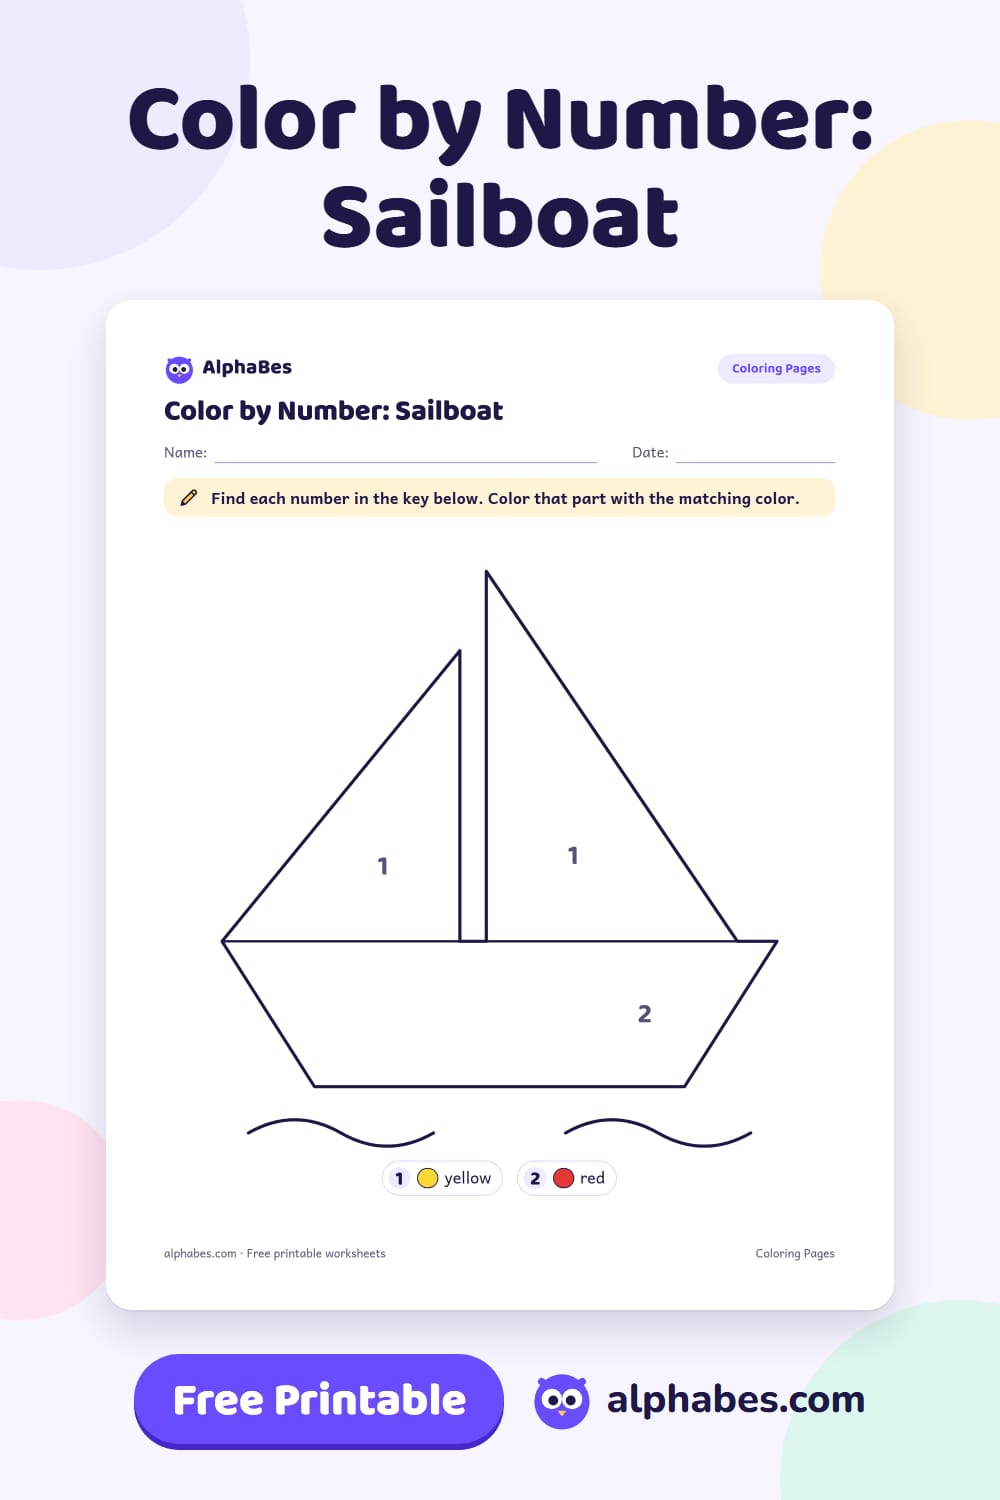 Color by Number:
Sailboat
AlphaBes
Coloring Pages
Color by Number: Sailboat
Name:
Date:
Find each number in the key below. Color that part with the matching color.
1
1
2
1 yellow
2 red
alphabes.com · Free printable worksheets
Coloring Pages
Free Printable
alphabes.com